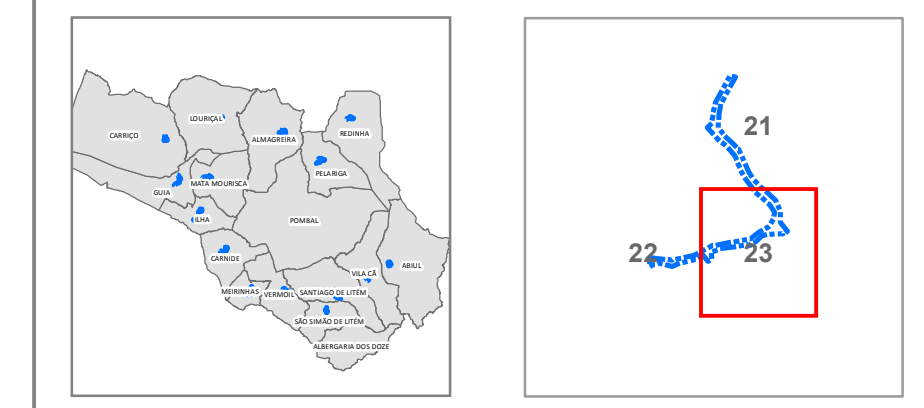 LOURIÇAL
CARRIÇO
ALMAGREIRA
REDINHA
PELARIGA
MATA MOURISCA
GUIA
ILHA
POMBAL
CARNIDE
VILA CÃ
ABIUL
MEIRINHAS
VERMOIL
SANTIAGO DE LITÉM
SÃO SIMÃO DE LITÉM
ALBERGARIA DOS DOZE
21
22
23